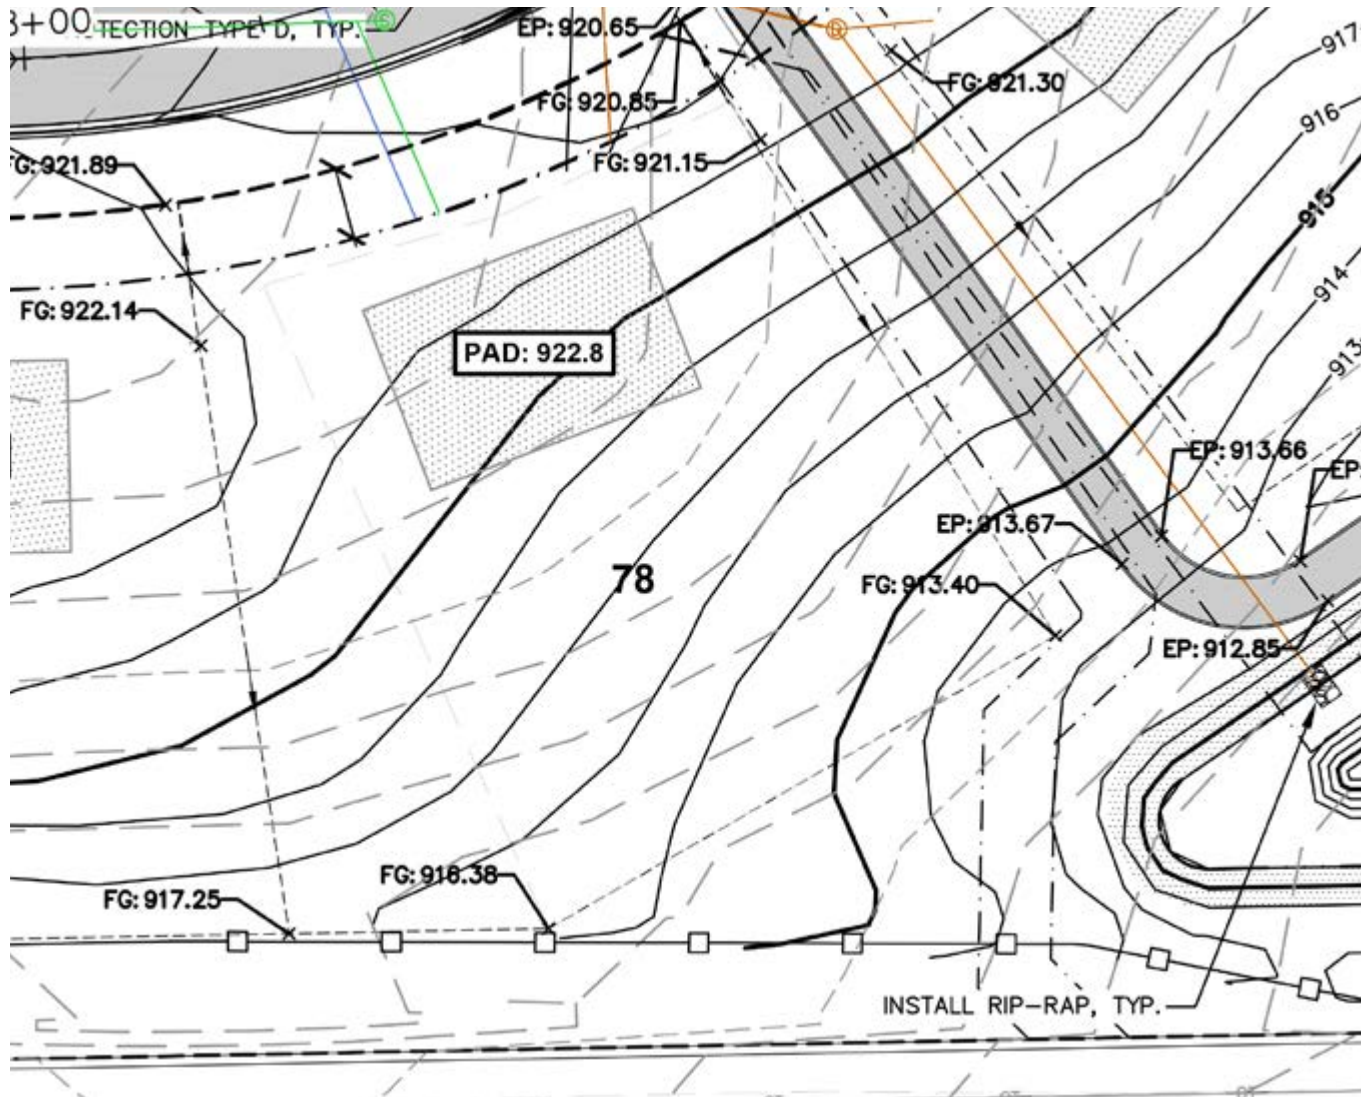 3+00
TECTION TYPE D, TYP.
S
EP: 920.65
D
917
FG: 921.30
FG: 920.85
916
FG: 921.15
FG: 921.89
915
914
FG: 922.14
PAD: 922.8
913
EP: 913.66
EP:
EP: 913.67
78
FG: 913.40
EP: 912.85
FG: 916.38
FG: 917.25
INSTALL RIP-RAP, TYP.